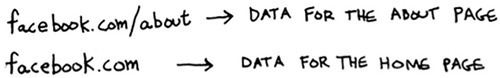 facebook.com/about → DATA FOR THE ABOUT PAGE
facebook.com → DATA FOR THE HOME PAGE